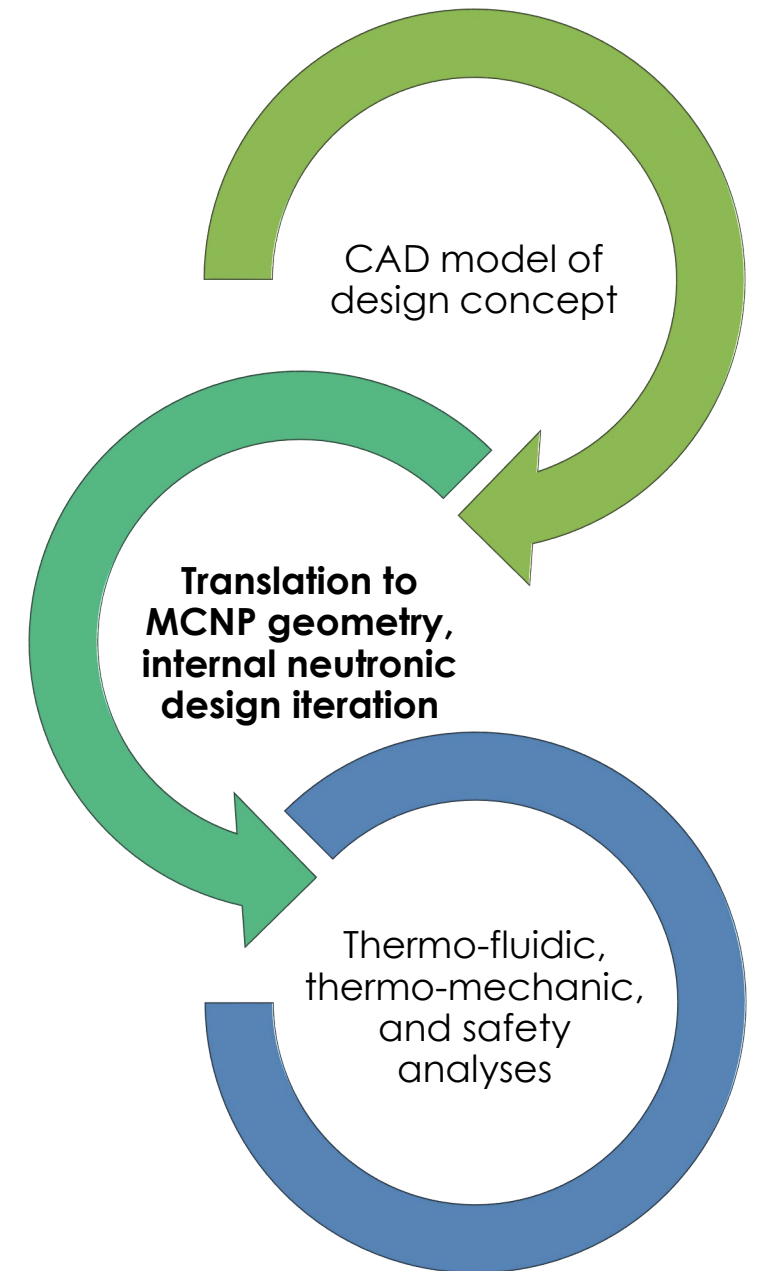 CAD model of
design concept
Translation to
MCNP geometry,
internal neutronic
design iteration
Thermo-fluidic,
thermo-mechanic,
and safety
analyses